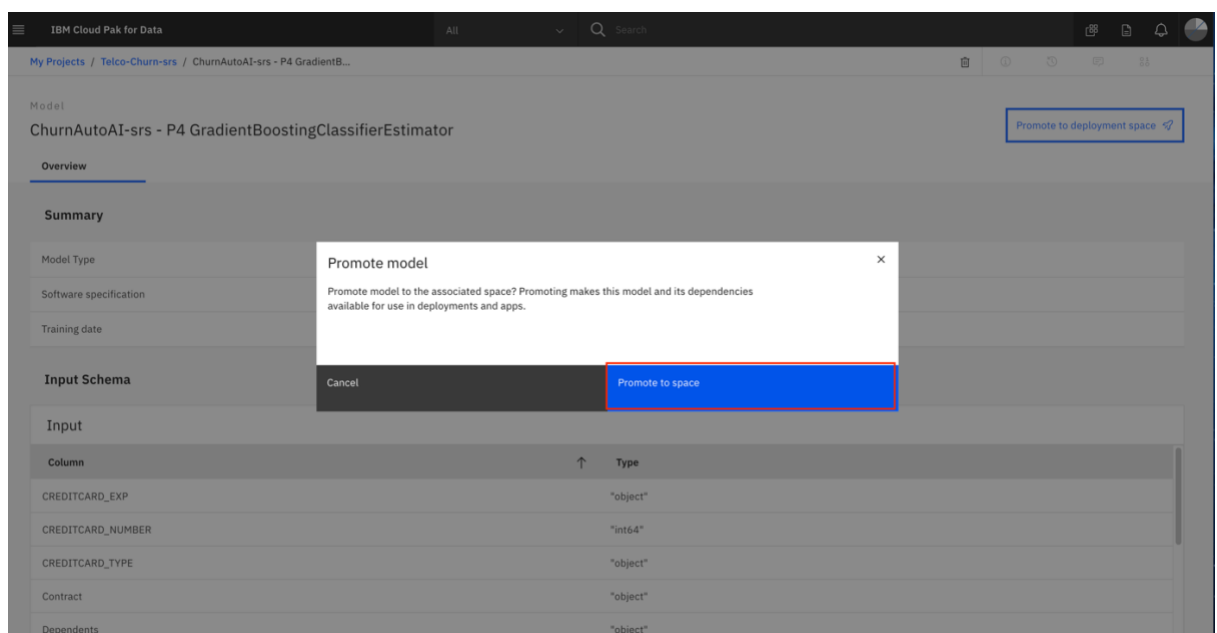 IBM Cloud Pak for Data
All
Search
My Projects / Telco-Churn-srs / ChurnAutoAI-srs - P4 GradientB...
Model
ChurnAutoAI-srs - P4 GradientBoostingClassifierEstimator
Promote to deployment space
Overview
Summary
Model Type
Software specification
Training date
Promote model
Promote model to the associated space? Promoting makes this model and its dependencies
available for use in deployments and apps.
Cancel
Promote to space
Input Schema
Input
Column Type
CREDITCARD_EXP "object"
CREDITCARD_NUMBER "int64"
CREDITCARD_TYPE "object"
Contract "object"
Dependents "object"